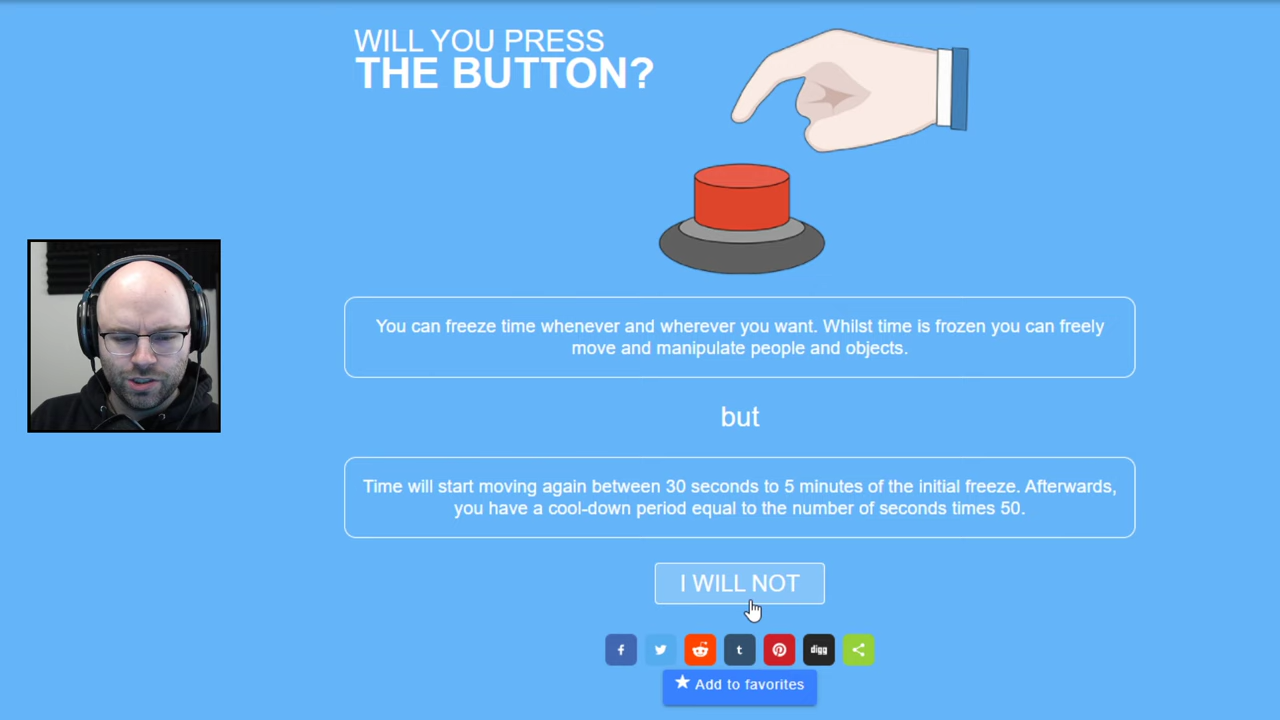 WILL YOU PRESS
THE BUTTON?
You can freeze time whenever and wherever you want. Whilst time is frozen you can freely
move and manipulate people and objects.
but
Time will start moving again between 30 seconds to 5 minutes of the initial freeze. Afterwards,
you have a cool-down period equal to the number of seconds times 50.
I WILL NOT
f
t
digg
Add to favorites